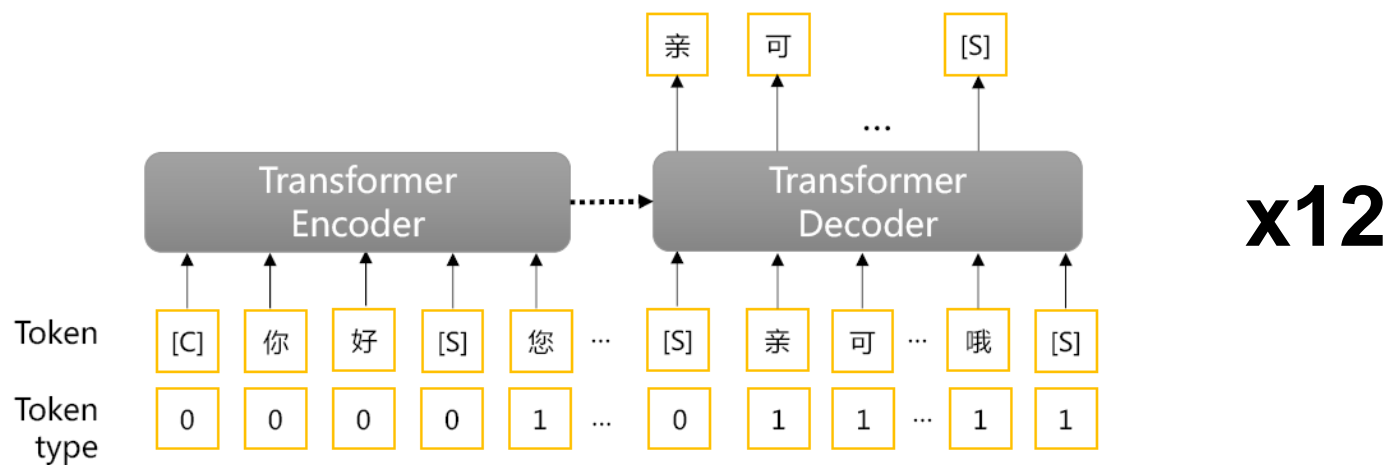 亲 可 [S]
...
Transformer Encoder
Transformer Decoder
x12
Token [C] 你 好 [S] 您 ... [S] 亲 可 ... 哦 [S]
Token type 0 0 0 0 1 ... 0 1 1 ... 1 1